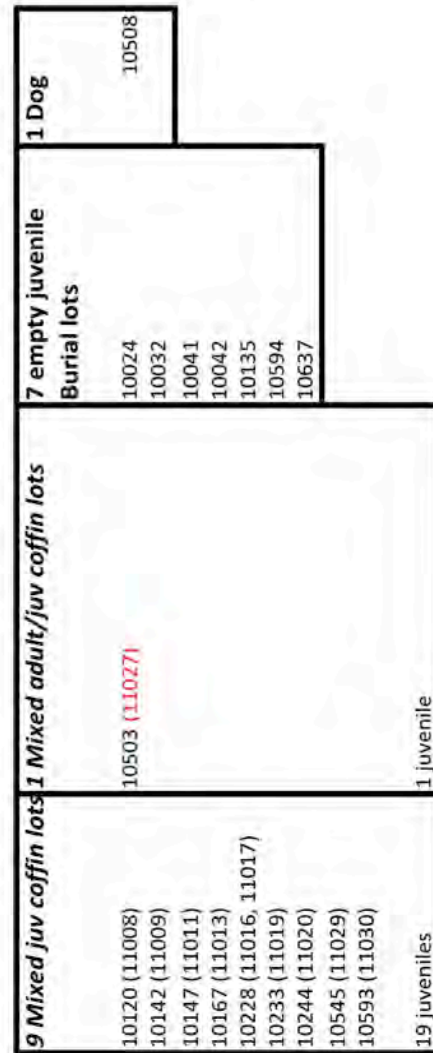 9 Mixed juv coffin lots
10120 (11008)
10142 (11009)
10147 (11011)
10167 (11013)
10228 (11016, 11017)
10233 (11019)
10244 (11020)
10545 (11029)
10593 (11030)
19 juveniles
1 Mixed adult/juv coffin lots
10503 (11027)
1 juvenile
7 empty juvenile
Burial lots
10024
10032
10041
10042
10135
10594
10637
1 Dog
10508